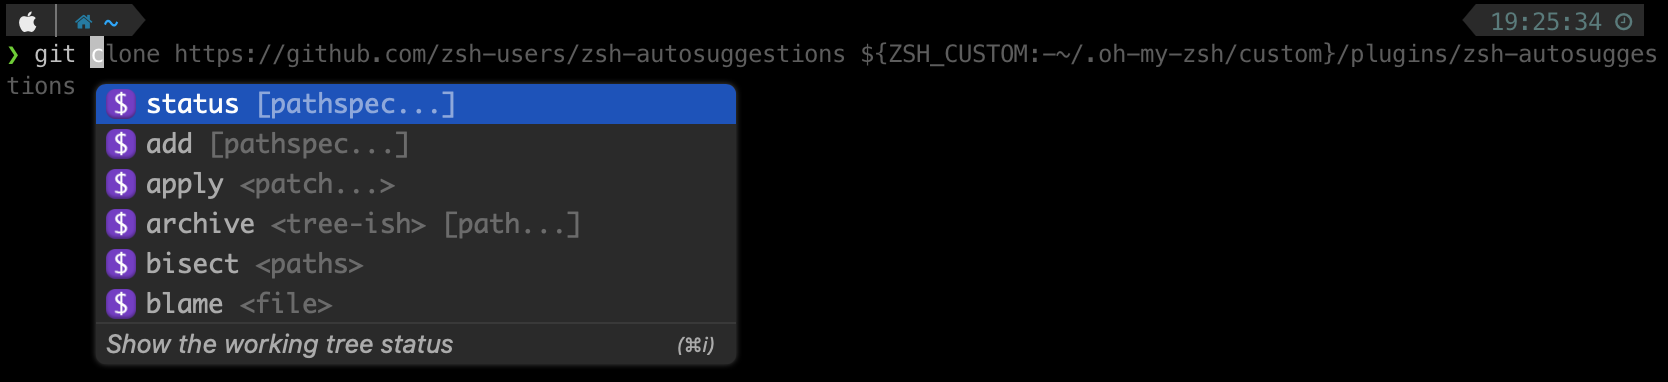 ~ 19:25:34
❯ git clone https://github.com/zsh-users/zsh-autosuggestions ${ZSH_CUSTOM:-~/.oh-my-zsh/custom}/plugins/zsh-autosugges
tions
$ status [pathspec...]
$ add [pathspec...]
$ apply <patch...>
$ archive <tree-ish> [path...]
$ bisect <paths>
$ blame <file>
Show the working tree status (⌘i)